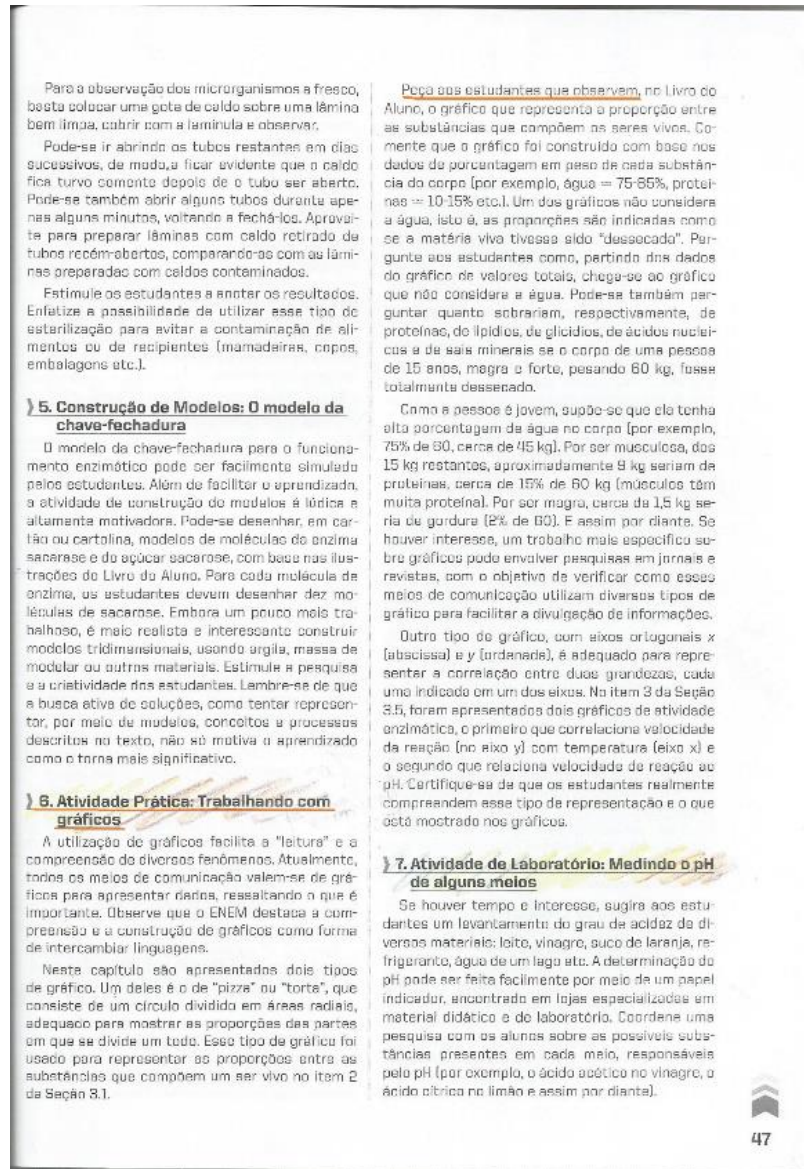 Para a observação dos microrganismos a fresco,
basta colocar uma gota de caldo sobre uma lâmina
bem limpa, cobrir com a lamínula e observar.
Pode-se ir abrindo os tubos restantes em dias
sucessivos, de modo a ficar evidente que o caldo
fica turvo somente depois de o tubo ser aberto.
Pode-se também abrir alguns tubos durante ape-
nas alguns minutos, voltando a fechá-los. Aprovei-
te para preparar lâminas com caldo retirado de
tubos recém-abertos, comparando-as com as lâmi-
nas preparadas com caldos contaminados.
Estimule os estudantes a anotar os resultados.
Enfatize a possibilidade de utilizar esse tipo de
esterilização para evitar a contaminação de ali-
mentos ou de recipientes (mamadeiras, copos,
embalagens etc.).
5. Construção de Modelos: O modelo da
chave-fechadura
O modelo da chave-fechadura para o funciona-
mento enzimático pode ser facilmente simulado
pelos estudantes. Além de facilitar o aprendizado,
a atividade de construção de modelos é lúdica e
altamente motivadora. Pode-se desenhar, em car-
tão ou cartolina, modelos de moléculas da enzima
sacarase e do açúcar sacarose, com base nas ilus-
trações do Livro do Aluno. Para cada molécula de
enzima, os estudantes devem desenhar dez mo-
léculas de sacarose. Embora um pouco mais tra-
balhoso, é mais realista e interessante construir
modelos tridimensionais, usando argila, massa de
modelar ou outros materiais. Estimule a pesquisa
e a criatividade dos estudantes. Lembre-se de que
a busca ativa de soluções, como tentar represen-
tar, por meio de modelos, conceitos e processos
descritos no texto, não só motiva o aprendizado
como o torna mais significativo.
6. Atividade Prática: Trabalhando com
gráficos
A utilização de gráficos facilita a "leitura" e a
compreensão de diversos fenômenos. Atualmente,
todos os meios de comunicação valem-se de grá-
ficos para apresentar dados, ressaltando o que é
importante. Observe que o ENEM destaca a com-
preensão e a construção de gráficos como forma
de intercambiar linguagens.
Neste capítulo são apresentados dois tipos
de gráfico. Um deles é o de "pizza" ou "torta", que
consiste de um círculo dividido em áreas radiais,
adequado para mostrar as proporções das partes
em que se divide um todo. Esse tipo de gráfico foi
usado para representar as proporções entre as
substâncias que compõem um ser vivo no item 2
da Seção 3.1.
Peça aos estudantes que observem, no Livro do
Aluno, o gráfico que representa a proporção entre
as substâncias que compõem os seres vivos. Co-
mente que o gráfico foi construído com base nos
dados de porcentagem em peso de cada substân-
cia do corpo (por exemplo, água = 75-85%, proteí-
nas = 10-15% etc.). Um dos gráficos não considera
a água, isto é, as proporções são indicadas como
se a matéria viva tivesse sido "dessecada". Per-
gunte aos estudantes como, partindo dos dados
do gráfico de valores totais, chega-se ao gráfico
que não considera a água. Pode-se também per-
guntar quanto sobrariam, respectivamente, de
proteínas, de lipídios, de glicídios, de ácidos nuclei-
cos e de sais minerais se o corpo de uma pessoa
de 15 anos, magra e forte, pesando 60 kg, fosse
totalmente dessecado.
Como a pessoa é jovem, supõe-se que ela tenha
alta porcentagem de água no corpo (por exemplo,
75% de 60, cerca de 45 kg). Por ser musculosa, dos
15 kg restantes, aproximadamente 9 kg seriam de
proteínas, cerca de 15% de 60 kg (músculos têm
muita proteína). Por ser magra, cerca de 1,5 kg se-
ria de gordura (2% de 60). E assim por diante. Se
houver interesse, um trabalho mais específico so-
bre gráficos pode envolver pesquisas em jornais e
revistas, com o objetivo de verificar como esses
meios de comunicação utilizam diversos tipos de
gráfico para facilitar a divulgação de informações.
Outro tipo de gráfico, com eixos ortogonais x
(abscissa) e y (ordenada), é adequado para repre-
sentar a correlação entre duas grandezas, cada
uma indicada em um dos eixos. No item 3 da Seção
3.5, foram apresentados dois gráficos de atividade
enzimática, o primeiro que correlaciona velocidade
da reação (no eixo y) com temperatura (eixo x) e
o segundo que relaciona velocidade de reação ao
pH. Certifique-se de que os estudantes realmente
compreendem esse tipo de representação e o que
está mostrado nos gráficos.
7. Atividade de Laboratório: Medindo o pH
de alguns meios
Se houver tempo e interesse, sugira aos estu-
dantes um levantamento do grau de acidez de di-
versos materiais: leite, vinagre, suco de laranja, re-
frigerante, água de um lago etc. A determinação do
pH pode ser feita facilmente por meio de um papel
indicador, encontrado em lojas especializadas em
material didático e de laboratório. Coordene uma
pesquisa com os alunos sobre as possíveis subs-
tâncias presentes em cada meio, responsáveis
pelo pH (por exemplo, o ácido acético no vinagre, o
ácido cítrico no limão e assim por diante).
47